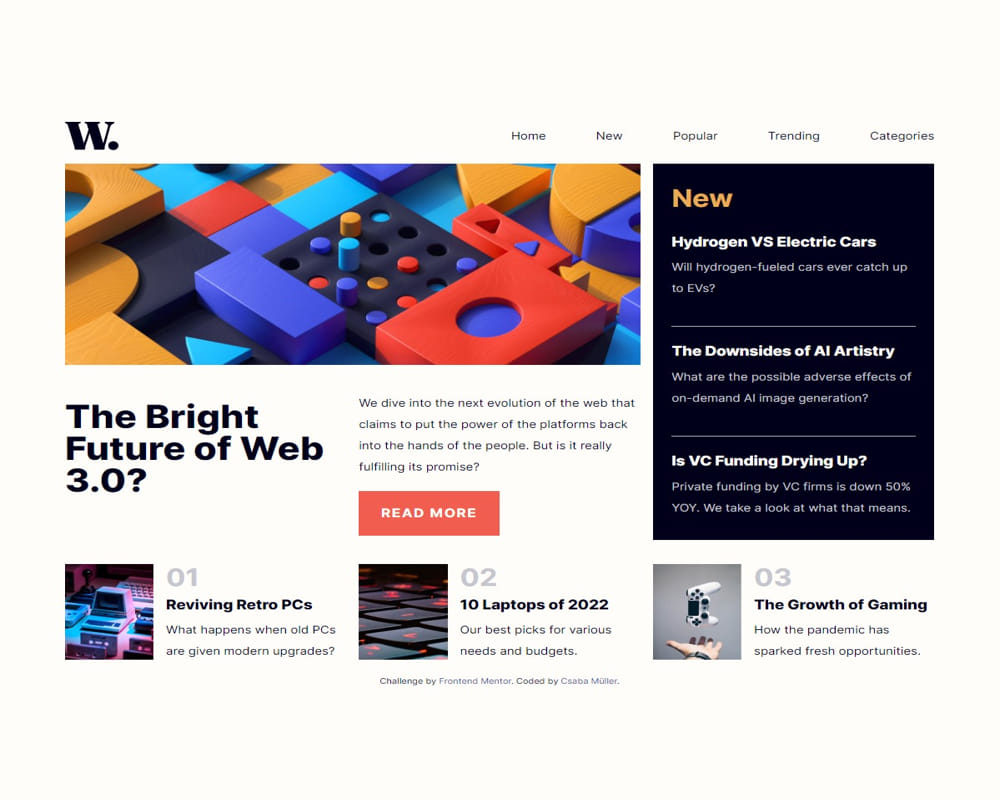 W.
Home New Popular Trending Categories
New
Hydrogen VS Electric Cars
Will hydrogen-fueled cars ever catch up
to EVs?
The Downsides of AI Artistry
What are the possible adverse effects of
on-demand AI image generation?
Is VC Funding Drying Up?
Private funding by VC firms is down 50%
YOY. We take a look at what that means.
The Bright
Future of Web
3.0?
We dive into the next evolution of the web that
claims to put the power of the platforms back
into the hands of the people. But is it really
fulfilling its promise?
READ MORE
01
Reviving Retro PCs
What happens when old PCs
are given modern upgrades?
02
10 Laptops of 2022
Our best picks for various
needs and budgets.
03
The Growth of Gaming
How the pandemic has
sparked fresh opportunities.
Challenge by Frontend Mentor. Coded by Csaba Müller.